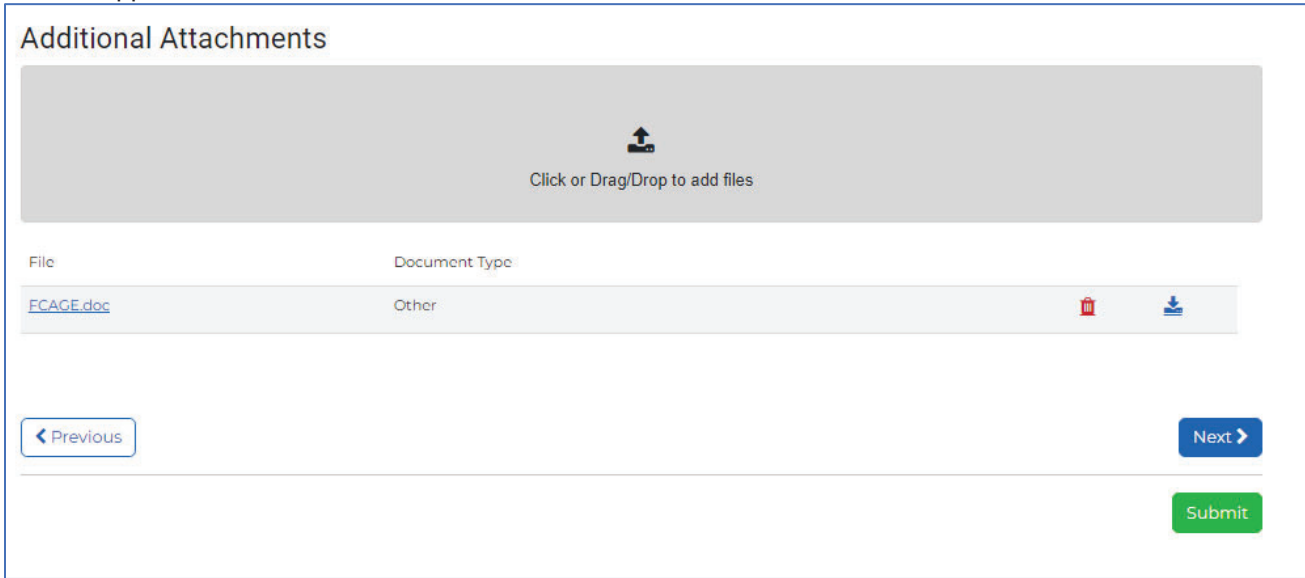 Additional Attachments
Click or Drag/Drop to add files
File Document Type
FCAGE.doc Other
Previous Next
Submit